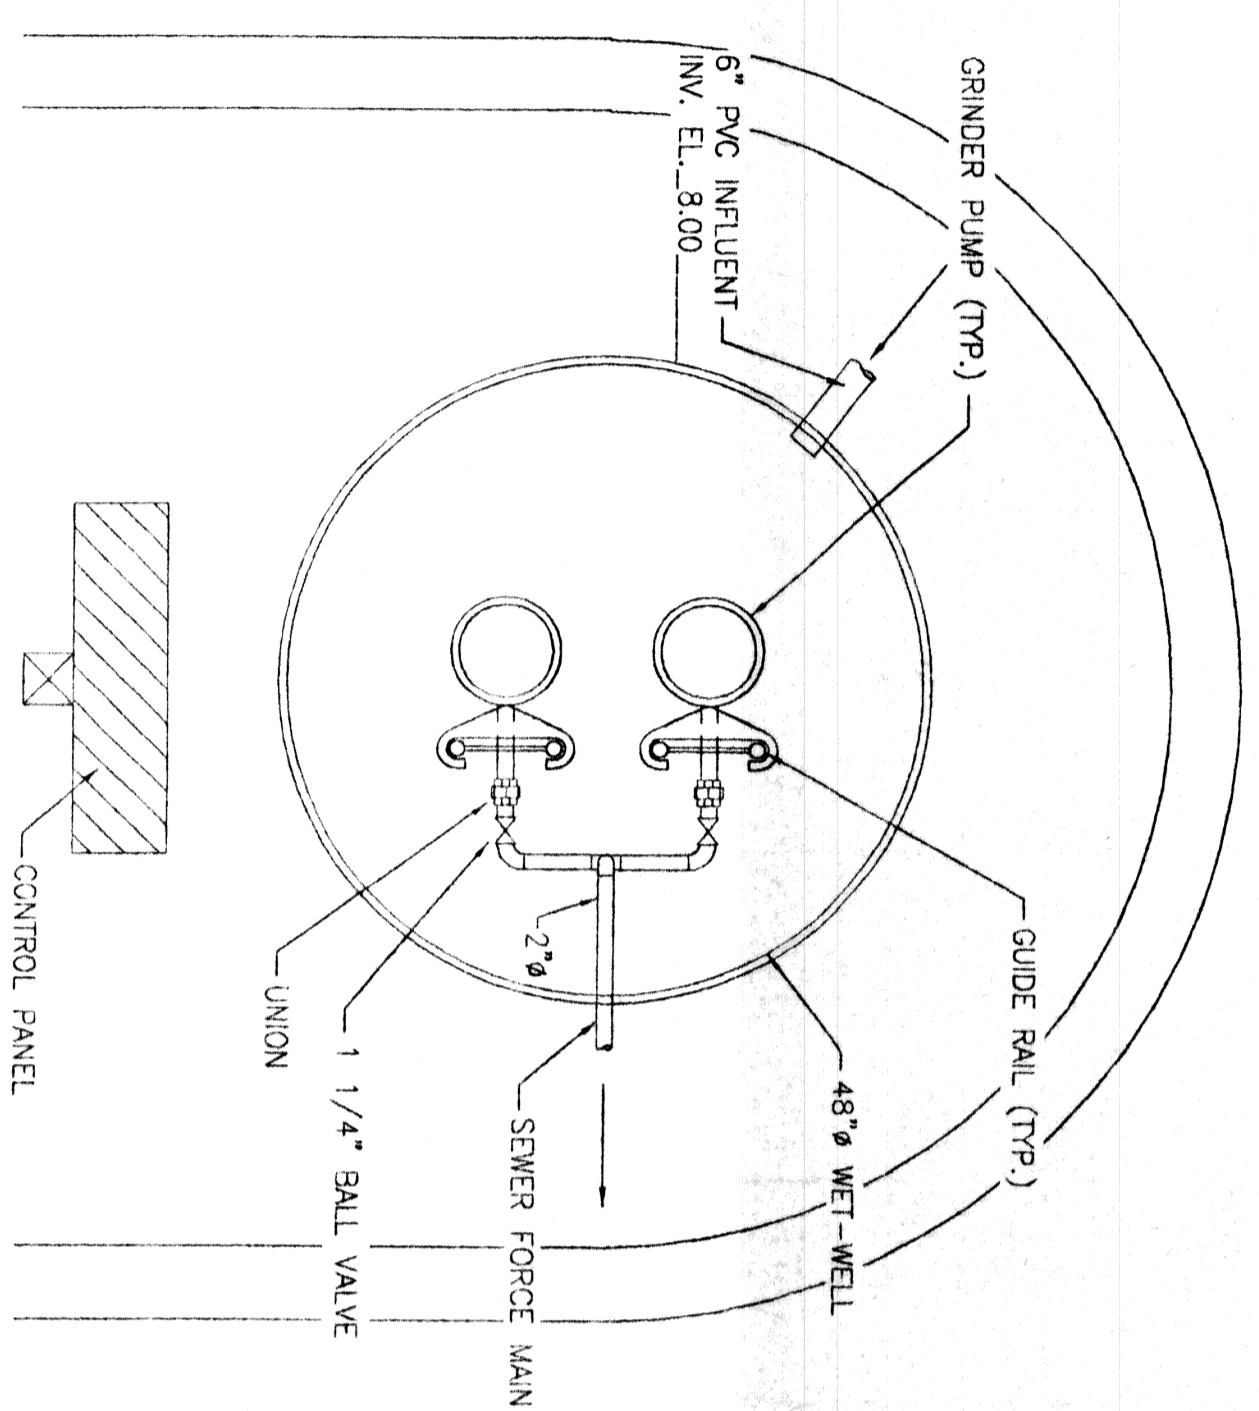 GRINDER PUMP (TYP.)
6" PVC INFLUENT
INV. EL. 8.00
GUIDE RAIL (TYP.)
48"ø WET-WELL
2"ø
SEWER FORCE MAIN
1 1/4" BALL VALVE
UNION
CONTROL PANEL